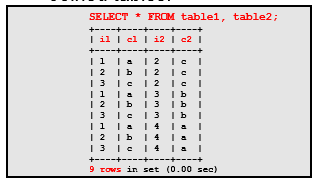 SELECT * FROM table1, table2;
+----+----+----+----+
| i1 | c1 | i2 | c2 |
+----+----+----+----+
| 1 | a | 2 | c |
| 2 | b | 2 | c |
| 3 | c | 2 | c |
| 1 | a | 3 | b |
| 2 | b | 3 | b |
| 3 | c | 3 | b |
| 1 | a | 4 | a |
| 2 | b | 4 | a |
| 3 | c | 4 | a |
+----+----+----+----+
9 rows in set (0.00 sec)